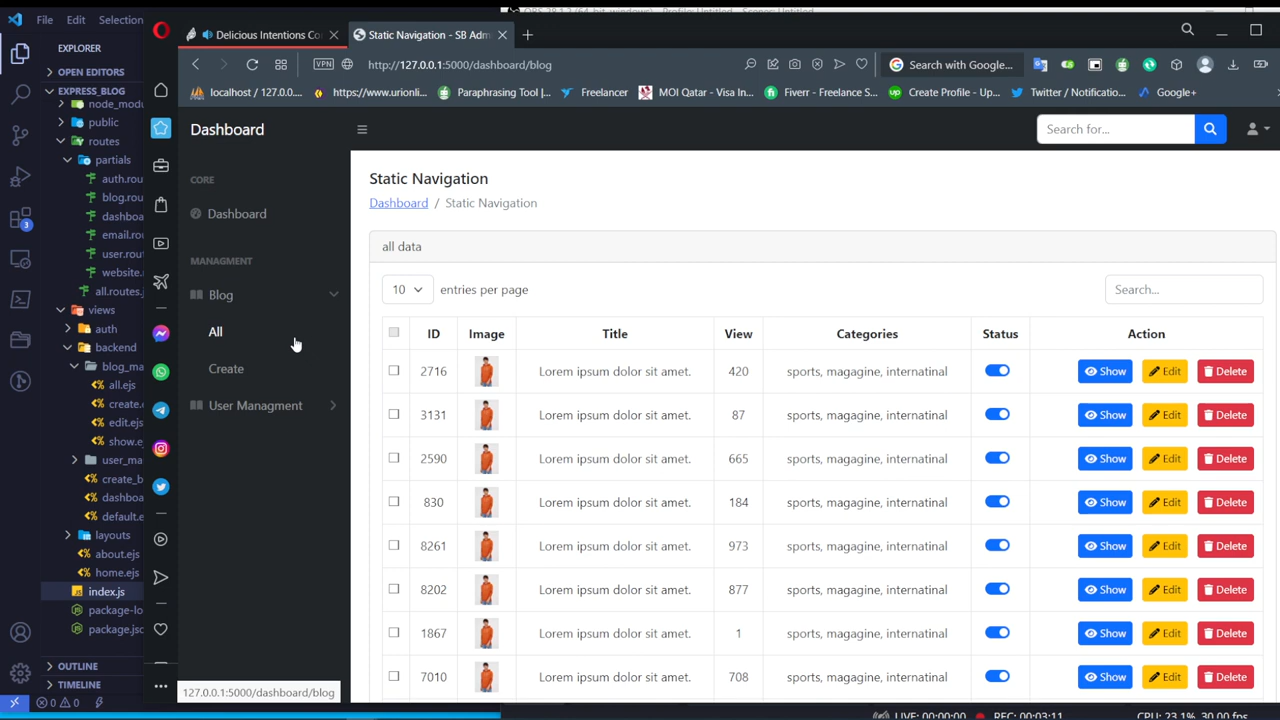 File Edit Selection
EXPLORER
OPEN EDITORS
EXPRESS_BLOG
node_modu
public
routes
partials
auth.rou
blog.rou
dashboa
email.rou
user.rout
website.
all.routes.j
views
auth
backend
blog_ma
all.ejs
create.e
edit.ejs
show.ej
user_ma
create_b
dashboa
default.e
layouts
about.ejs
home.ejs
index.js
package-lo
package.jsc
OUTLINE
TIMELINE
0 0
3
Delicious Intentions Co
Static Navigation - SB Adm
VPN http://127.0.0.1:5000/dashboard/blog
Search with Google...
localhost / 127.0.0.... https://www.urionli... Paraphrasing Tool |... Freelancer MOI Qatar - Visa In... Fiverr - Freelance S... Create Profile - Up... Twitter / Notificatio... Google+
Dashboard
Search for...
CORE
Dashboard
MANAGMENT
Blog
All
Create
User Managment
127.0.0.1:5000/dashboard/blog
Static Navigation
Dashboard / Static Navigation
all data
10 entries per page
Search...
ID Image Title View Categories Status Action
2716 Lorem ipsum dolor sit amet. 420 sports, magagine, internatinal Show Edit Delete
3131 Lorem ipsum dolor sit amet. 87 sports, magagine, internatinal Show Edit Delete
2590 Lorem ipsum dolor sit amet. 665 sports, magagine, internatinal Show Edit Delete
830 Lorem ipsum dolor sit amet. 184 sports, magagine, internatinal Show Edit Delete
8261 Lorem ipsum dolor sit amet. 973 sports, magagine, internatinal Show Edit Delete
8202 Lorem ipsum dolor sit amet. 877 sports, magagine, internatinal Show Edit Delete
1867 Lorem ipsum dolor sit amet. 1 sports, magagine, internatinal Show Edit Delete
7010 Lorem ipsum dolor sit amet. 708 sports, magagine, internatinal Show Edit Delete
LIVE: 00:00:00 REC: 00:03:11 CPU: 23.1%, 30.00 fps